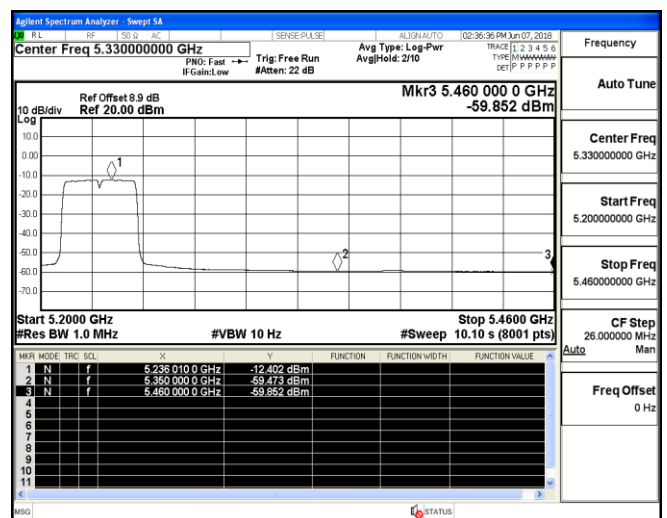 Agilent Spectrum Analyzer - Swept SA
RL RF 50 Ω AC SENSE:PULSE ALIGNAUTO 02:36:36 PM Jun 07, 2018
Center Freq 5.330000000 GHz
PNO: Fast
IFGain:Low
Trig: Free Run
#Atten: 22 dB
Avg Type: Log-Pwr
Avg|Hold: 2/10
TRACE 1 2 3 4 5 6
TYPE MWWWWW
DET P P P P P P
Ref Offset 8.9 dB
10 dB/div Ref 20.00 dBm
Log
Mkr3 5.460 000 0 GHz
-59.852 dBm
10.0
0.00
-10.0
-20.0
-30.0
-40.0
-50.0
-60.0
-70.0
1
2
3
Start 5.2000 GHz Stop 5.4600 GHz
#Res BW 1.0 MHz #VBW 10 Hz #Sweep 10.10 s (8001 pts)
MKR MODE TRC SCL X Y FUNCTION FUNCTION WIDTH FUNCTION VALUE
1 N f 5.236 010 0 GHz -12.402 dBm
2 N f 5.350 000 0 GHz -59.473 dBm
3 N f 5.460 000 0 GHz -59.852 dBm
4
5
6
7
8
9
10
11
MSG STATUS
Frequency
Auto Tune
Center Freq
5.330000000 GHz
Start Freq
5.200000000 GHz
Stop Freq
5.460000000 GHz
CF Step
26.000000 MHz
Auto Man
Freq Offset
0 Hz